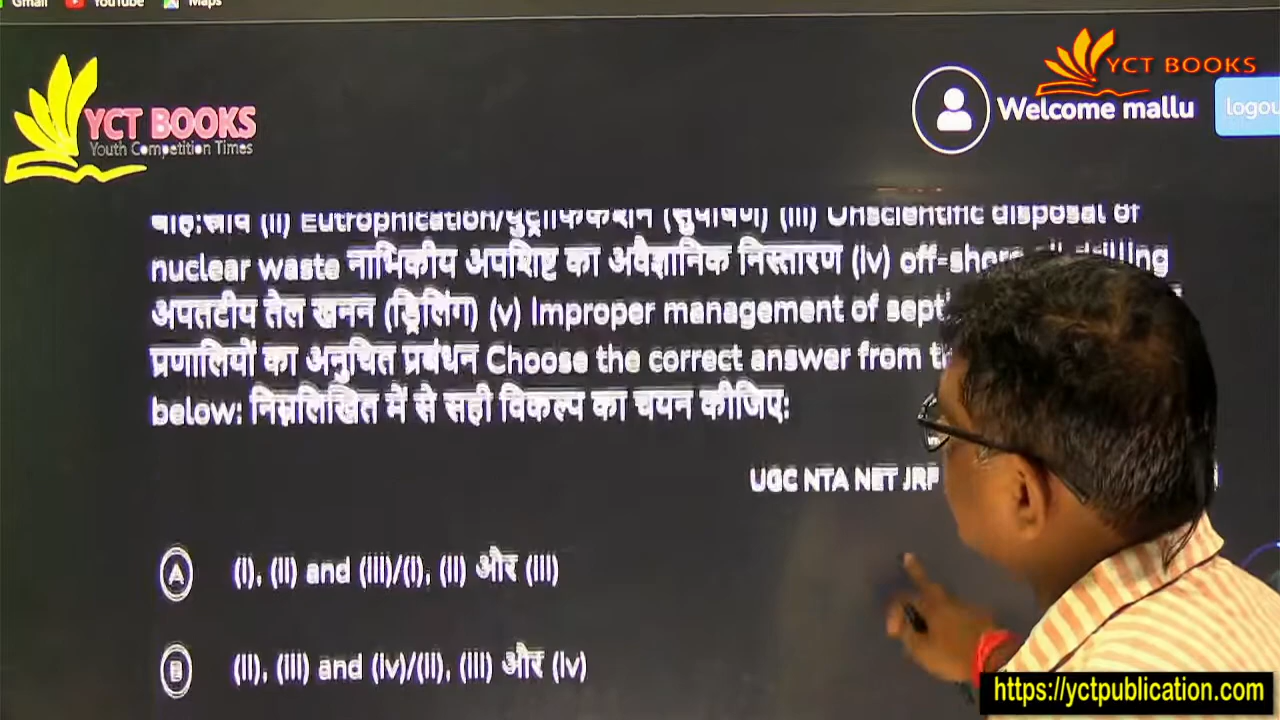 Gmail YouTube Maps
YCT BOOKS
Youth Competition Times
YCT BOOKS
Welcome mallu
logou
(ii) Eutrophication/युट्रोफिकेशन (सुपोषण) (iii) Unscientific disposal of
nuclear waste नाभिकीय अपशिष्ट का अवैज्ञानिक निस्तारण (iv) off-shore oil drilling
अपतटीय तेल खनन (ड्रिलिंग) (v) Improper management of sept
प्रणालियों का अनुचित प्रबंधन Choose the correct answer from
below: निम्नलिखित में से सही विकल्प का चयन कीजिए:
UGC NTA NET JRF
A (i), (ii) and (iii)/(i), (ii) और (iii)
B (ii), (iii) and (iv)/(ii), (iii) और (iv)
https://yctpublication.com